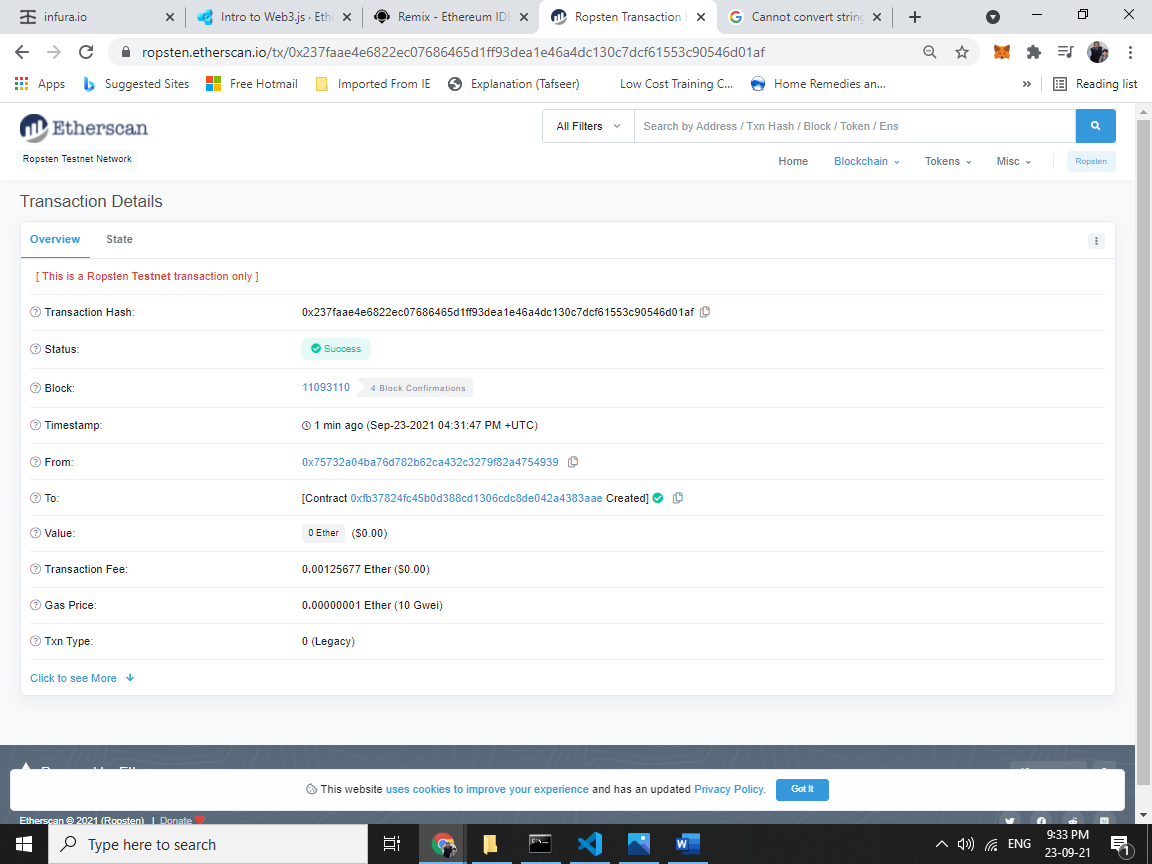 infura.io
Intro to Web3.js · Eth
Remix - Ethereum IDE
Ropsten Transaction
Cannot convert string
ropsten.etherscan.io/tx/0x237faae4e6822ec07686465d1ff93dea1e46a4dc130c7dcf61553c90546d01af
Apps
Suggested Sites
Free Hotmail
Imported From IE
Explanation (Tafseer)
Low Cost Training C...
Home Remedies an...
»
Reading list
Etherscan
All Filters
Search by Address / Txn Hash / Block / Token / Ens
Ropsten Testnet Network
Home
Blockchain
Tokens
Misc
Ropsten
Transaction Details
Overview
State
[ This is a Ropsten Testnet transaction only ]
Transaction Hash:
0x237faae4e6822ec07686465d1ff93dea1e46a4dc130c7dcf61553c90546d01af
Status:
Success
Block:
11093110
4 Block Confirmations
Timestamp:
1 min ago (Sep-23-2021 04:31:47 PM +UTC)
From:
0x75732a04ba76d782b62ca432c3279f82a4754939
To:
[Contract 0xfb37824fc45b0d388cd1306cdc8de042a4383aae Created]
Value:
0 Ether ($0.00)
Transaction Fee:
0.00125677 Ether ($0.00)
Gas Price:
0.00000001 Ether (10 Gwei)
Txn Type:
0 (Legacy)
Click to see More
This website uses cookies to improve your experience and has an updated Privacy Policy.
Got It
Etherscan © 2021 (Ropsten) | Donate
Type here to search
ENG
9:33 PM
23-09-21
1